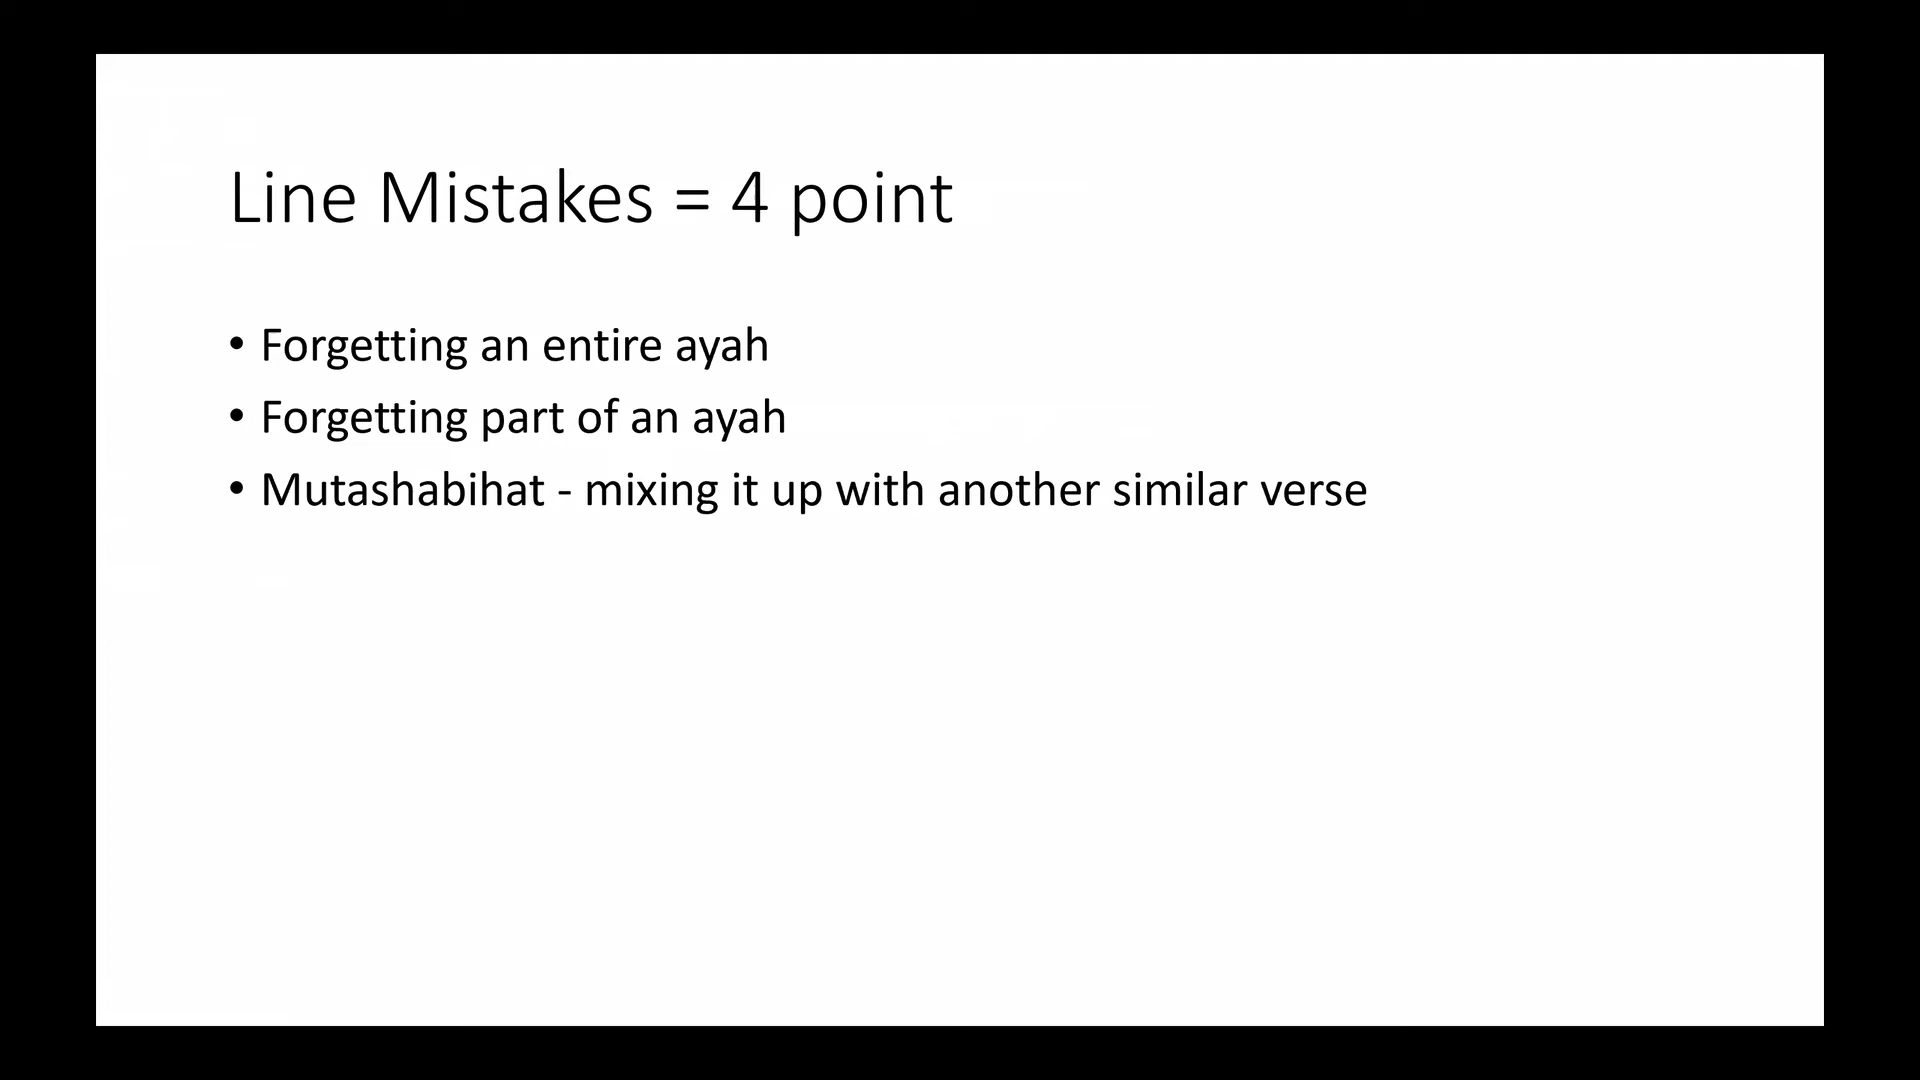 Line Mistakes = 4 point
• Forgetting an entire ayah
• Forgetting part of an ayah
• Mutashabihat - mixing it up with another similar verse